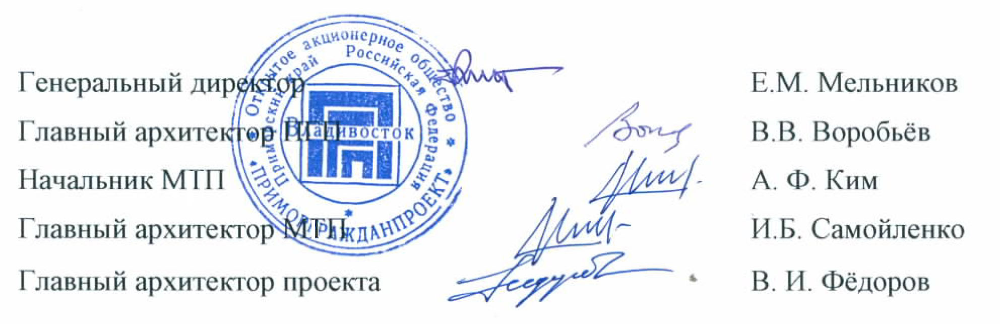 Генеральный директор Е.М. Мельников
Главный архитектор ПГП В.В. Воробьёв
Начальник МТП А. Ф. Ким
Главный архитектор МТП И.Б. Самойленко
Главный архитектор проекта В. И. Фёдоров
Открытое акционерное общество
Приморский край Российская Федерация
Владивосток
«ПРИМОРГРАЖДАНПРОЕКТ»